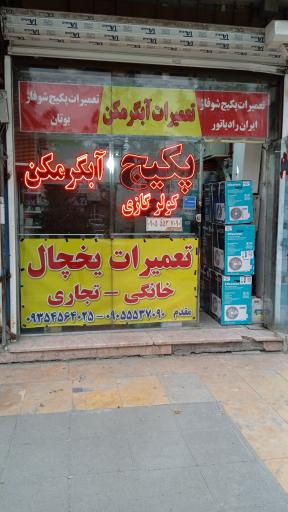 تعمیرات پکیج شوفاژ
بوتان
تعمیرات آبگرمکن
تعمیرات پکیج شوفاژ
ایران رادیاتور
آبگرمکن
پکیج
کولر گازی
تعمیرات یخچال
خانگی - تجاری
۰۹۳۵۴۵۶۴۰۲۵ - ۰۹۰۵۵۵۳۷۰۹۰ مقدم